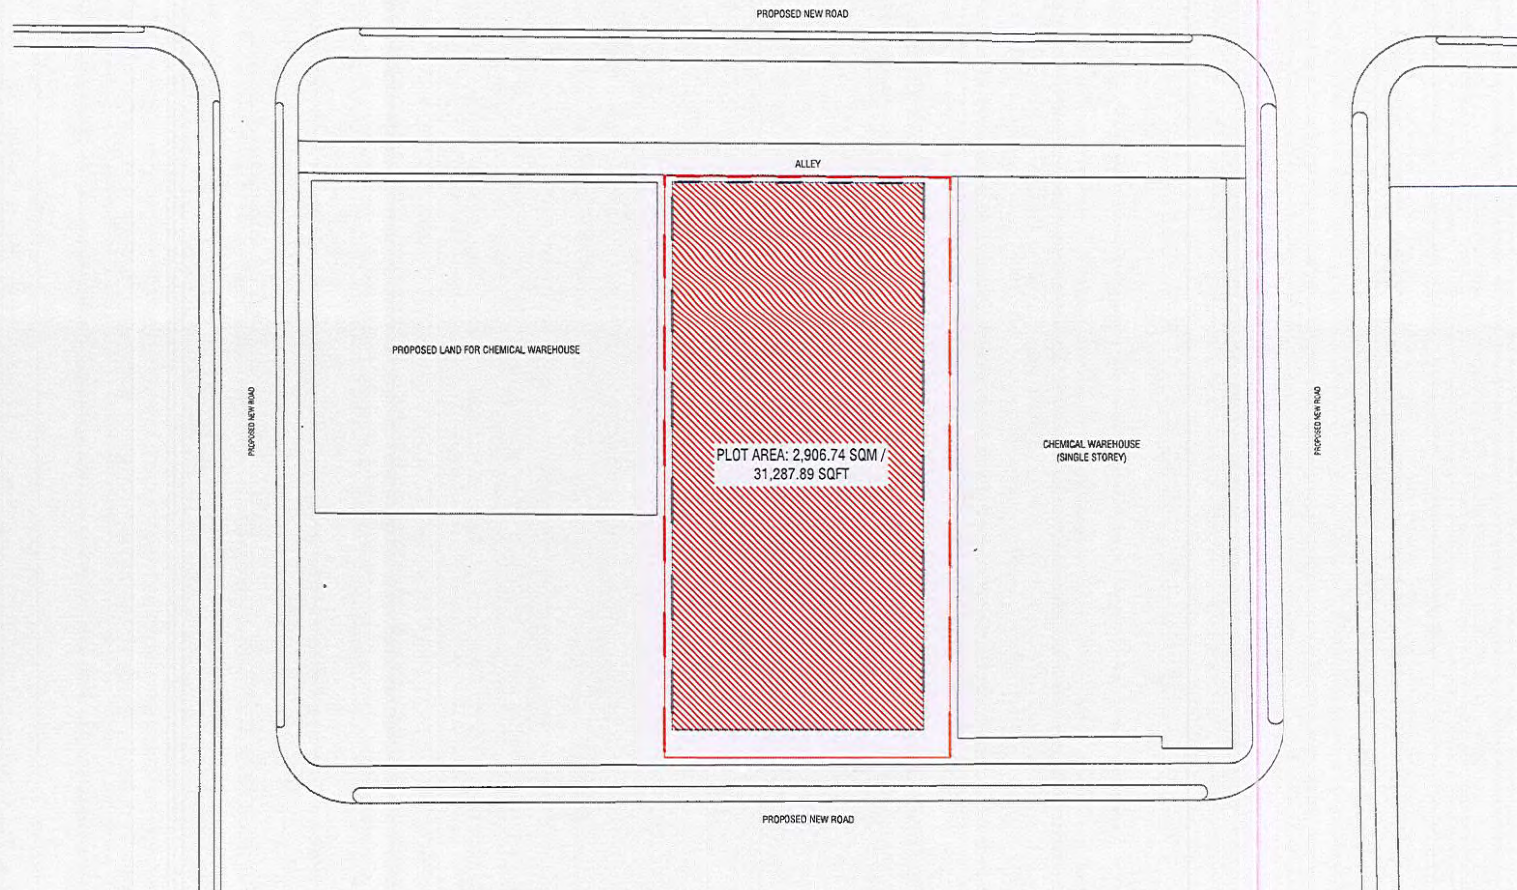 PROPOSED NEW ROAD
ALLEY
PROPOSED LAND FOR CHEMICAL WAREHOUSE
PROPOSED NEW ROAD
PLOT AREA: 2,906.74 SQM /
31,287.89 SQFT
CHEMICAL WAREHOUSE
(SINGLE STOREY)
PROPOSED NEW ROAD
PROPOSED NEW ROAD